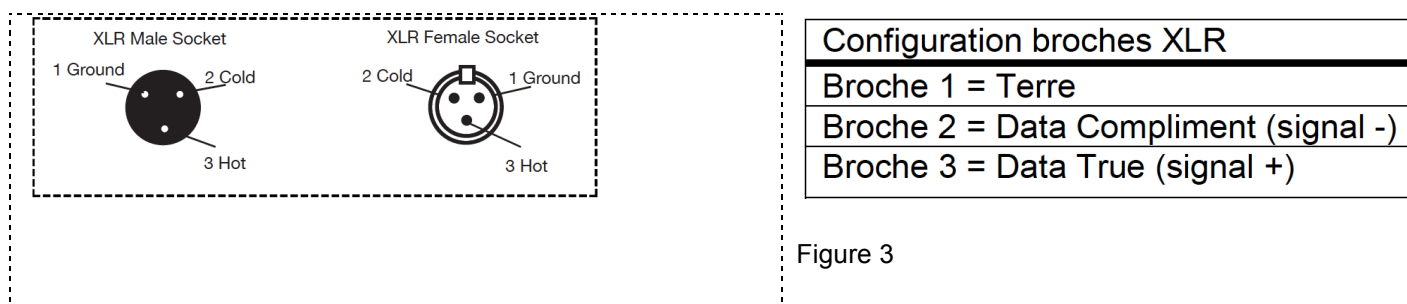 XLR Male Socket
1 Ground
2 Cold
3 Hot
XLR Female Socket
2 Cold
1 Ground
3 Hot
Configuration broches XLR
Broche 1 = Terre
Broche 2 = Data Compliment (signal -)
Broche 3 = Data True (signal +)
Figure 3